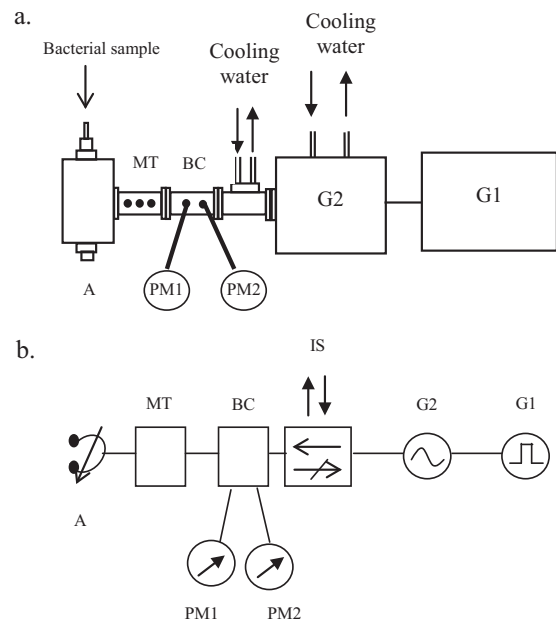 a.
Bacterial sample
Cooling
water
Cooling
water
MT
BC
G2
G1
A
PM1
PM2
b.
IS
MT
BC
G2
G1
A
PM1
PM2